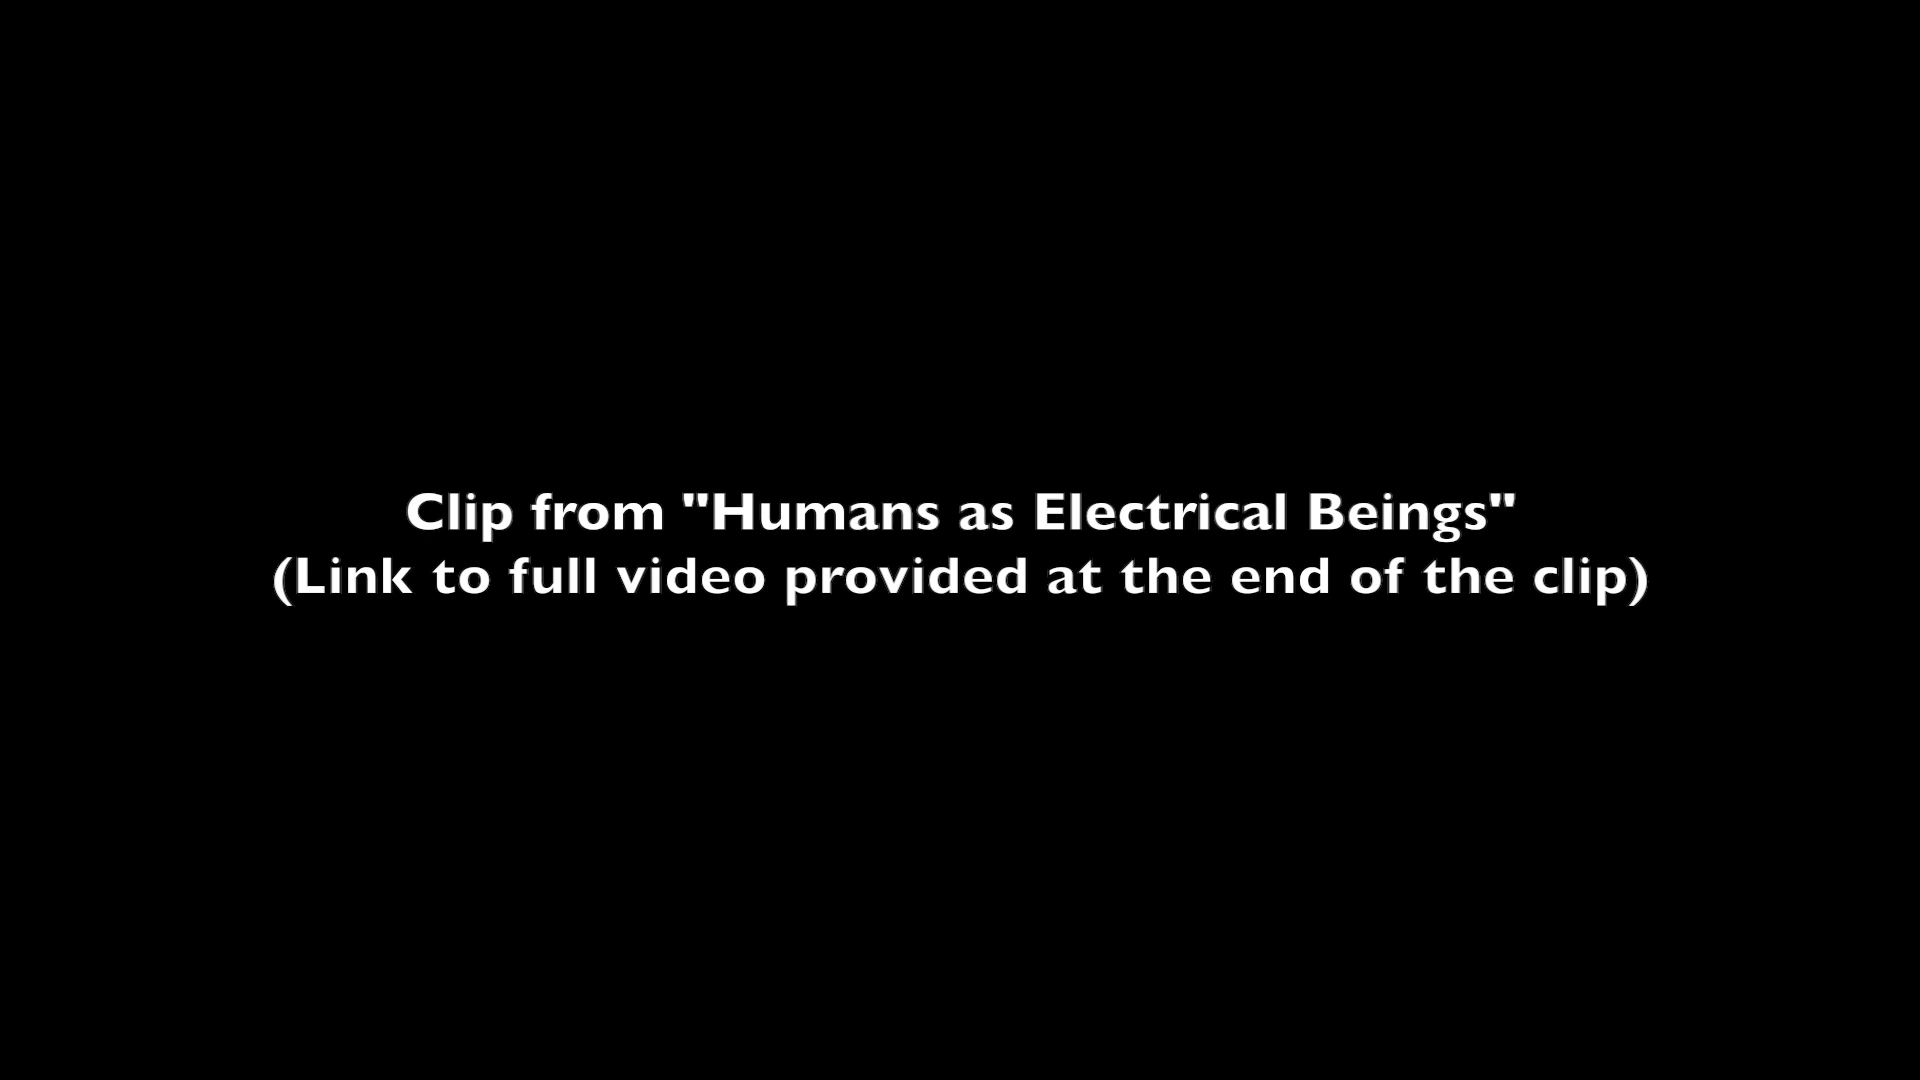 Clip from "Humans as Electrical Beings"
(Link to full video provided at the end of the clip)